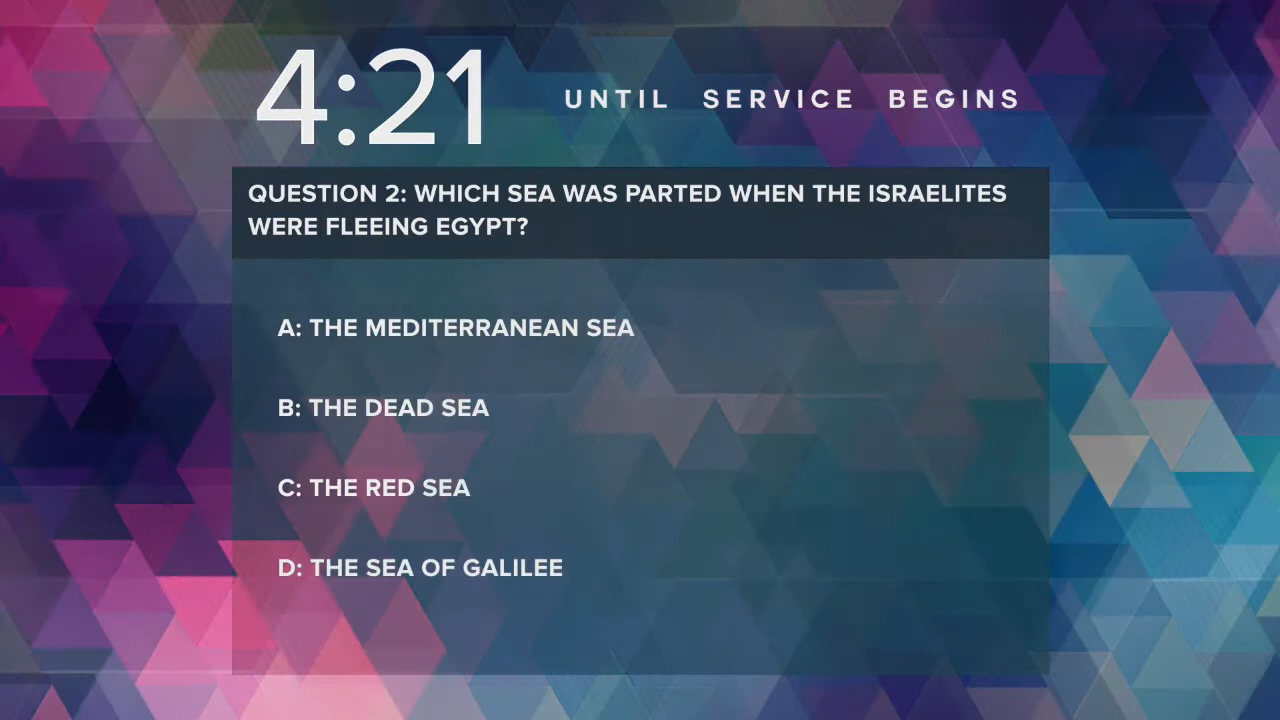 4:21 UNTIL SERVICE BEGINS
QUESTION 2: WHICH SEA WAS PARTED WHEN THE ISRAELITES
WERE FLEEING EGYPT?
A: THE MEDITERRANEAN SEA
B: THE DEAD SEA
C: THE RED SEA
D: THE SEA OF GALILEE